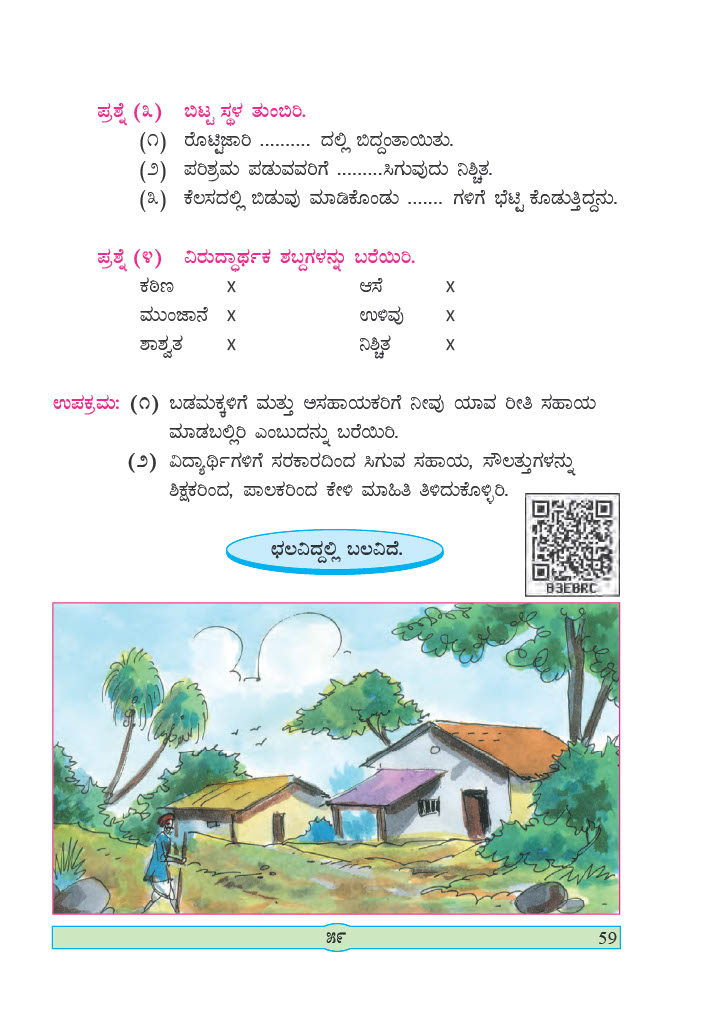 ಪ್ರಶ್ನೆ (೩) ಬಿಟ್ಟ ಸ್ಥಳ ತುಂಬಿರಿ.
(೧) ರೊಟ್ಟಿಜಾರಿ .......... ದಲ್ಲಿ ಬಿದ್ದಂತಾಯಿತು.
(೨) ಪರಿಶ್ರಮ ಪಡುವವರಿಗೆ .........ಸಿಗುವುದು ನಿಶ್ಚಿತ.
(೩) ಕೆಲಸದಲ್ಲಿ ಬಿಡುವು ಮಾಡಿಕೊಂಡು ....... ಗಳಿಗೆ ಭೆಟ್ಟಿ ಕೊಡುತ್ತಿದ್ದನು.
ಪ್ರಶ್ನೆ (೪) ವಿರುದ್ಧಾರ್ಥಕ ಶಬ್ದಗಳನ್ನು ಬರೆಯಿರಿ.
ಕಠಿಣ x ಆಸೆ x
ಮುಂಜಾನೆ x ಉಳಿವು x
ಶಾಶ್ವತ x ನಿಶ್ಚಿತ x
ಉಪಕ್ರಮ: (೧) ಬಡಮಕ್ಕಳಿಗೆ ಮತ್ತು ಅಸಹಾಯಕರಿಗೆ ನೀವು ಯಾವ ರೀತಿ ಸಹಾಯ
ಮಾಡಬಲ್ಲಿರಿ ಎಂಬುದನ್ನು ಬರೆಯಿರಿ.
(೨) ವಿದ್ಯಾರ್ಥಿಗಳಿಗೆ ಸರಕಾರದಿಂದ ಸಿಗುವ ಸಹಾಯ, ಸೌಲತ್ತುಗಳನ್ನು
ಶಿಕ್ಷಕರಿಂದ, ಪಾಲಕರಿಂದ ಕೇಳಿ ಮಾಹಿತಿ ತಿಳಿದುಕೊಳ್ಳಿರಿ.
ಛಲವಿದ್ದಲ್ಲಿ ಬಲವಿದೆ.
B3EBRC
೫೯ 59